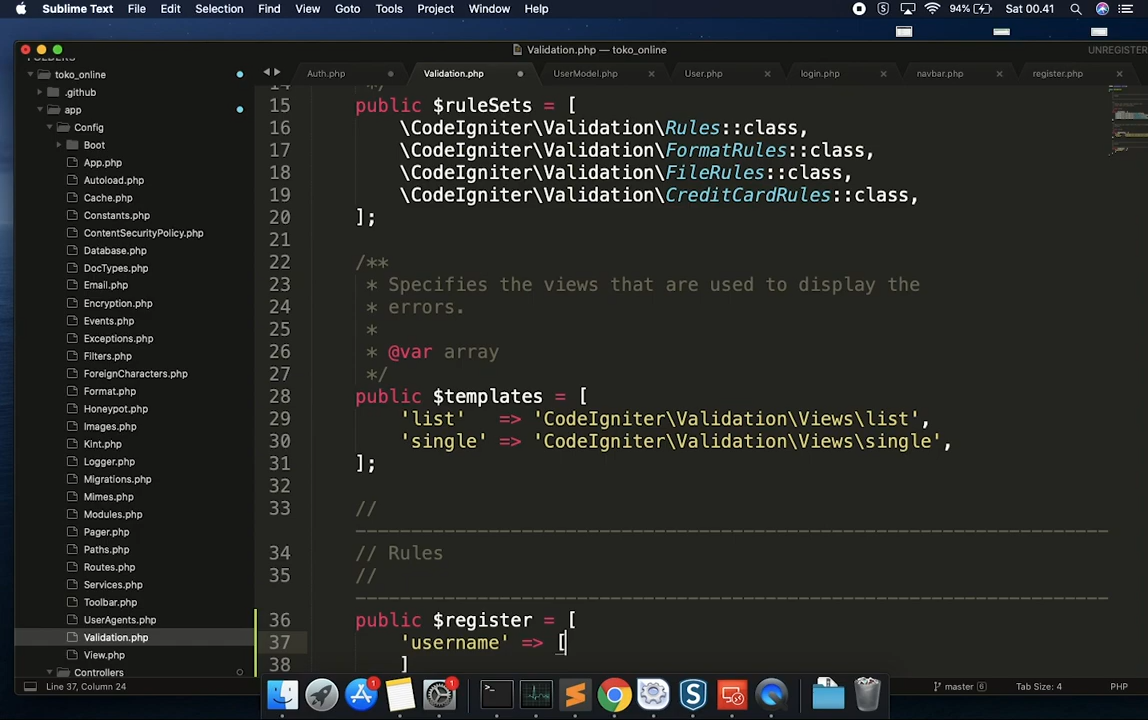 Sublime Text File Edit Selection Find View Goto Tools Project Window Help 94% Sat 00.41
Validation.php — toko_online
UNREGISTER
FOLDERS
toko_online
.github
app
Config
Boot
App.php
Autoload.php
Cache.php
Constants.php
ContentSecurityPolicy.php
Database.php
DocTypes.php
Email.php
Encryption.php
Events.php
Exceptions.php
Filters.php
ForeignCharacters.php
Format.php
Honeypot.php
Images.php
Kint.php
Logger.php
Migrations.php
Mimes.php
Modules.php
Pager.php
Paths.php
Routes.php
Services.php
Toolbar.php
UserAgents.php
Validation.php
View.php
Controllers
Auth.php Validation.php UserModel.php User.php login.php navbar.php register.php
14 */
15 public $ruleSets = [
16 \CodeIgniter\Validation\Rules::class,
17 \CodeIgniter\Validation\FormatRules::class,
18 \CodeIgniter\Validation\FileRules::class,
19 \CodeIgniter\Validation\CreditCardRules::class,
20 ];
21
22 /**
23 * Specifies the views that are used to display the
24 * errors.
25 *
26 * @var array
27 */
28 public $templates = [
29 'list' => 'CodeIgniter\Validation\Views\list',
30 'single' => 'CodeIgniter\Validation\Views\single',
31 ];
32
33 //
--------------------------------------------------------------------
34 // Rules
35 //
--------------------------------------------------------------------
36 public $register = [
37 'username' => [
38 ]
Line 37, Column 24
master 6 Tab Size: 4 PHP
1
1